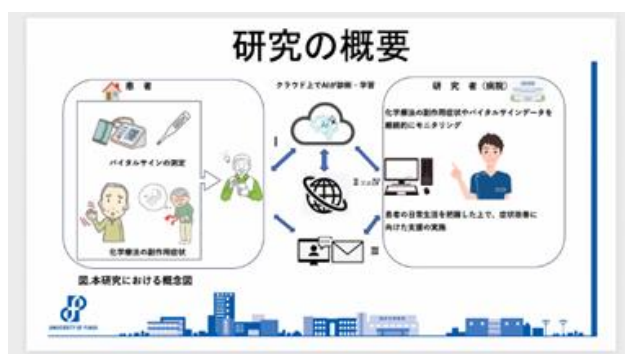 研究の概要
患 者
クラウド上でAIが診断・学習
研 究 者（病院）
化学療法の副作用症状やバイタルサインデータを
継続的にモニタリング
バイタルサインの測定
Ⅰ
Ⅲ
患者の日常生活を把握した上で、症状改善に
向けた支援の実施
化学療法の副作用症状
図.本研究における概念図
UNIVERSITY OF FUKUI